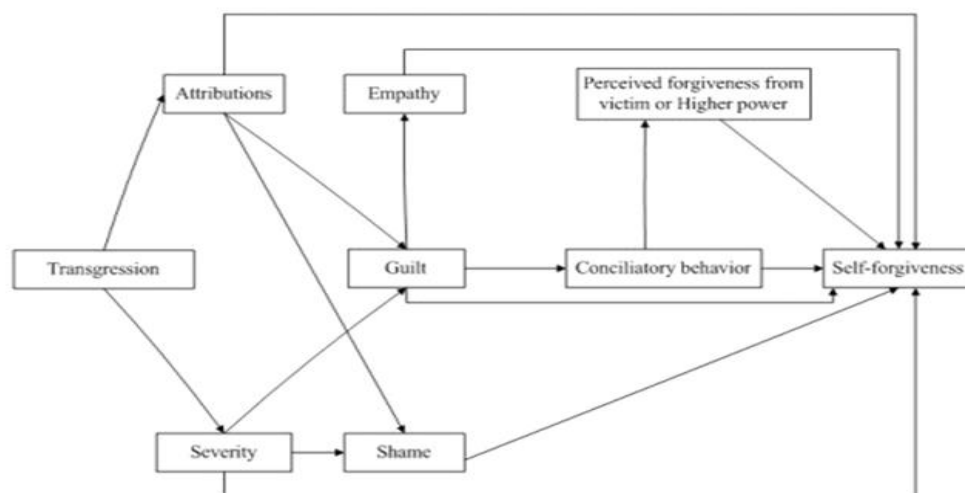 Attributions
Empathy
Perceived forgiveness from
victim or Higher power
Transgression
Guilt
Conciliatory behavior
Self-forgiveness
Severity
Shame